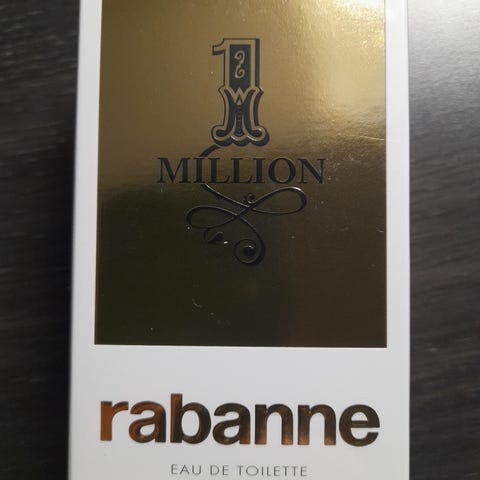 1
MILLION
rabanne
EAU DE TOILETTE